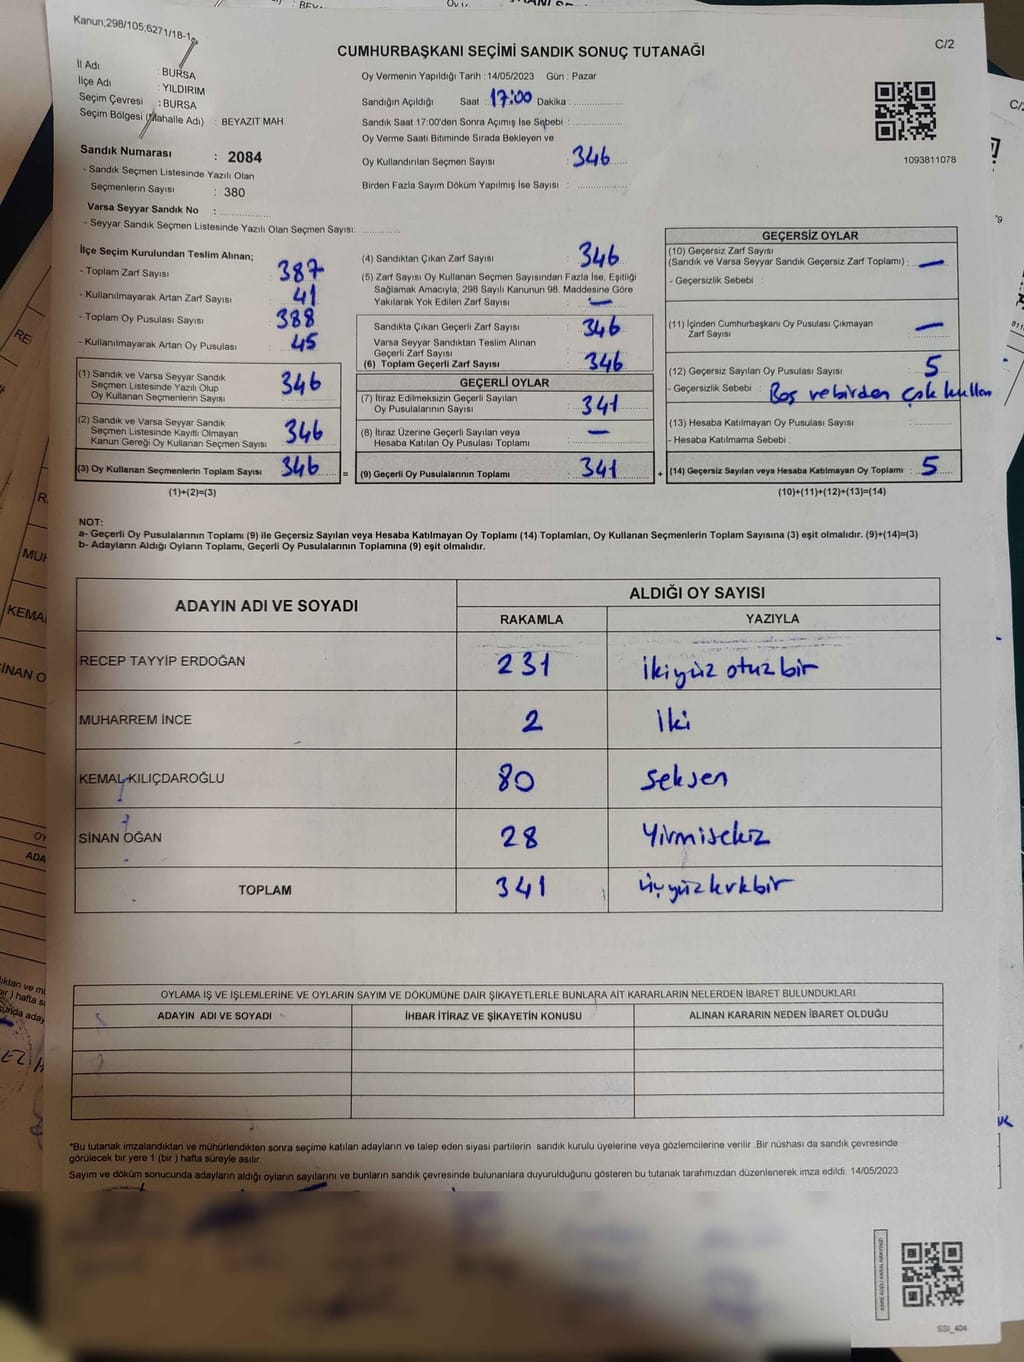 Kanun;298/105,6271/18-1
C/2
CUMHURBAŞKANI SEÇİMİ SANDIK SONUÇ TUTANAĞI
İl Adı : BURSA
İlçe Adı : YILDIRIM
Seçim Çevresi : BURSA
Seçim Bölgesi (Mahalle Adı) : BEYAZIT MAH.
Sandık Numarası : 2084
- Sandık Seçmen Listesinde Yazılı Olan
Seçmenlerin Sayısı : 380
Varsa Seyyar Sandık No :
- Seyyar Sandık Seçmen Listesinde Yazılı Olan Seçmen Sayısı:
Oy Vermenin Yapıldığı Tarih : 14/05/2023 Gün : Pazar
Sandığın Açıldığı Saat : 17:00 Dakika :
Sandık Saat 17:00'den Sonra Açımış İse Sebebi :
Oy Verme Saati Bitiminde Sırada Bekleyen ve
Oy Kullandırılan Seçmen Sayısı : 346
Birden Fazla Sayım Döküm Yapılmış İse Sayısı :
1093811078
İlçe Seçim Kurulundan Teslim Alınan;
- Toplam Zarf Sayısı : 387
- Kullanılmayarak Artan Zarf Sayısı : 41
- Toplam Oy Pusulası Sayısı : 388
- Kullanılmayarak Artan Oy Pusulası : 45
(1) Sandık ve Varsa Seyyar Sandık
Seçmen Listesinde Yazılı Olup
Oy Kullanan Seçmenlerin Sayısı : 346
(2) Sandık ve Varsa Seyyar Sandık
Seçmen Listesinde Kayıtlı Olmayan
Kanun Gereği Oy Kullanan Seçmen Sayısı : 346
(3) Oy Kullanan Seçmenlerin Toplam Sayısı : 346 =
(1)+(2)=(3)
(4) Sandıktan Çıkan Zarf Sayısı : 346
(5) Zarf Sayısı Oy Kullanan Seçmen Sayısından Fazla İse, Eşitliği
Sağlamak Amacıyla; 298 Sayılı Kanunun 98. Maddesine Göre
Yakılarak Yok Edilen Zarf Sayısı : —
Sandıkta Çıkan Geçerli Zarf Sayısı : 346
Varsa Seyyar Sandıktan Teslim Alınan
Geçerli Zarf Sayısı :
(6) Toplam Geçerli Zarf Sayısı : 346
GEÇERLİ OYLAR
(7) İtiraz Edilmeksizin Geçerli Sayılan
Oy Pusulalarının Sayısı : 341
(8) İtiraz Üzerine Geçerli Sayılan veya
Hesaba Katılan Oy Pusulası Toplamı : —
(9) Geçerli Oy Pusulalarının Toplamı : 341 +
GEÇERSİZ OYLAR
(10) Geçersiz Zarf Sayısı
(Sandık ve Varsa Seyyar Sandık Geçersiz Zarf Toplamı) : —
- Geçersizlik Sebebi :
(11) İçinden Cumhurbaşkanı Oy Pusulası Çıkmayan
Zarf Sayısı : —
(12) Geçersiz Sayılan Oy Pusulası Sayısı : 5
- Geçersizlik Sebebi : Boş ve birden çok kullan
(13) Hesaba Katılmayan Oy Pusulası Sayısı :
- Hesaba Katılmama Sebebi :
(14) Geçersiz Sayılan veya Hesaba Katılmayan Oy Toplamı : 5
(10)+(11)+(12)+(13)=(14)
NOT:
a- Geçerli Oy Pusulalarının Toplamı (9) ile Geçersiz Sayılan veya Hesaba Katılmayan Oy Toplamı (14) Toplamları, Oy Kullanan Seçmenlerin Toplam Sayısına (3) eşit olmalıdır. (9)+(14)=(3)
b- Adayların Aldığı Oyların Toplamı, Geçerli Oy Pusulalarının Toplamına (9) eşit olmalıdır.
ADAYIN ADI VE SOYADI ALDIĞI OY SAYISI
RAKAMLA YAZIYLA
RECEP TAYYİP ERDOĞAN 231 ikiyüz otuz bir
MUHARREM İNCE 2 iki
KEMAL KILIÇDAROĞLU 80 seksen
SİNAN OĞAN 28 Yirmisekiz
TOPLAM 341 üçyüzkırkbir
OYLAMA İŞ VE İŞLEMLERİNE VE OYLARIN SAYIM VE DÖKÜMÜNE DAİR ŞİKAYETLERLE BUNLARA AİT KARARLARIN NELERDEN İBARET BULUNDUKLARI
ADAYIN ADI VE SOYADI İHBAR İTİRAZ VE ŞİKAYETİN KONUSU ALINAN KARARIN NEDEN İBARET OLDUĞU
*Bu tutanak imzalandıktan ve mühürlendikten sonra seçime katılan adayların ve talep eden siyasi partilerin sandık kurulu üyelerine veya gözlemcilerine verilir .Bir nüshası da sandık çevresinde
görülecek bir yere 1 (bir ) hafta süreyle asılır.
Sayım ve döküm sonucunda adayların aldığı oyların sayılarını ve bunların sandık çevresinde bulunanlara duyurulduğunu gösteren bu tutanak tarafımızdan düzenlenerek imza edildi. 14/05/2023
SSI_404